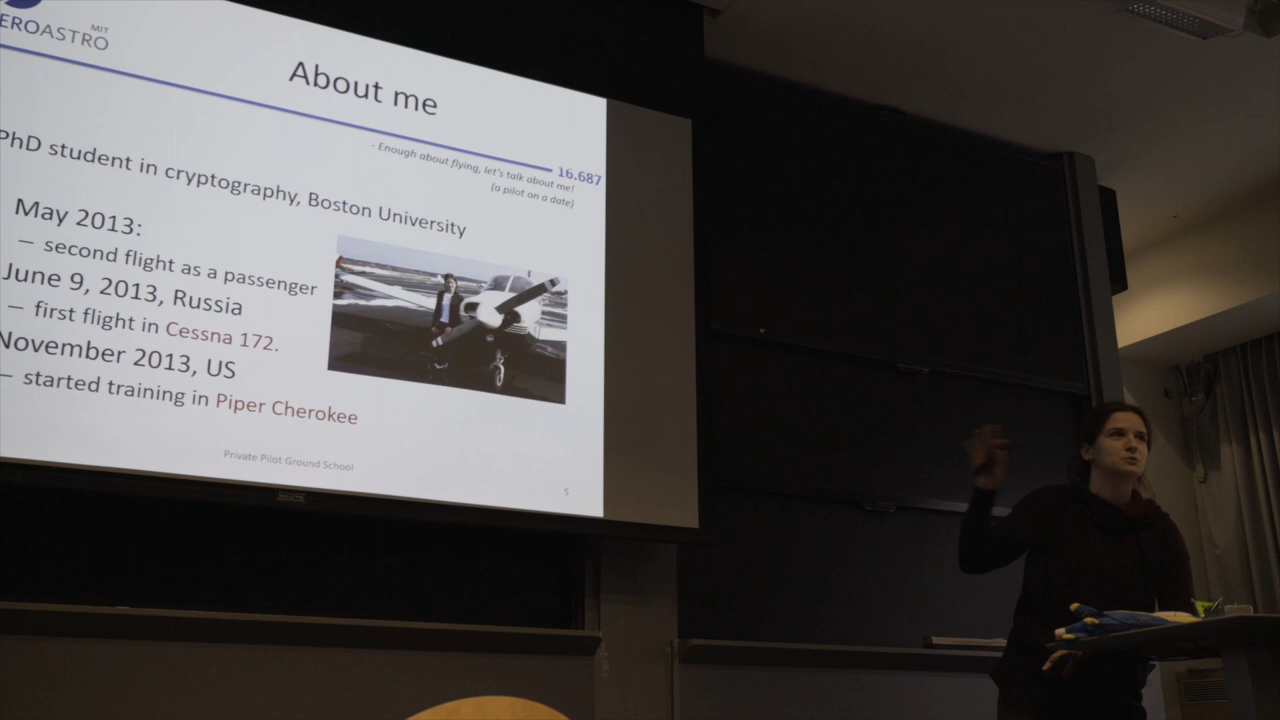 MIT
EROASTRO
About me
16.687
- Enough about flying, let's talk about me!
(a pilot on a date)
PhD student in cryptography, Boston University
May 2013:
– second flight as a passenger
June 9, 2013, Russia
– first flight in Cessna 172.
November 2013, US
– started training in Piper Cherokee
Private Pilot Ground School
5